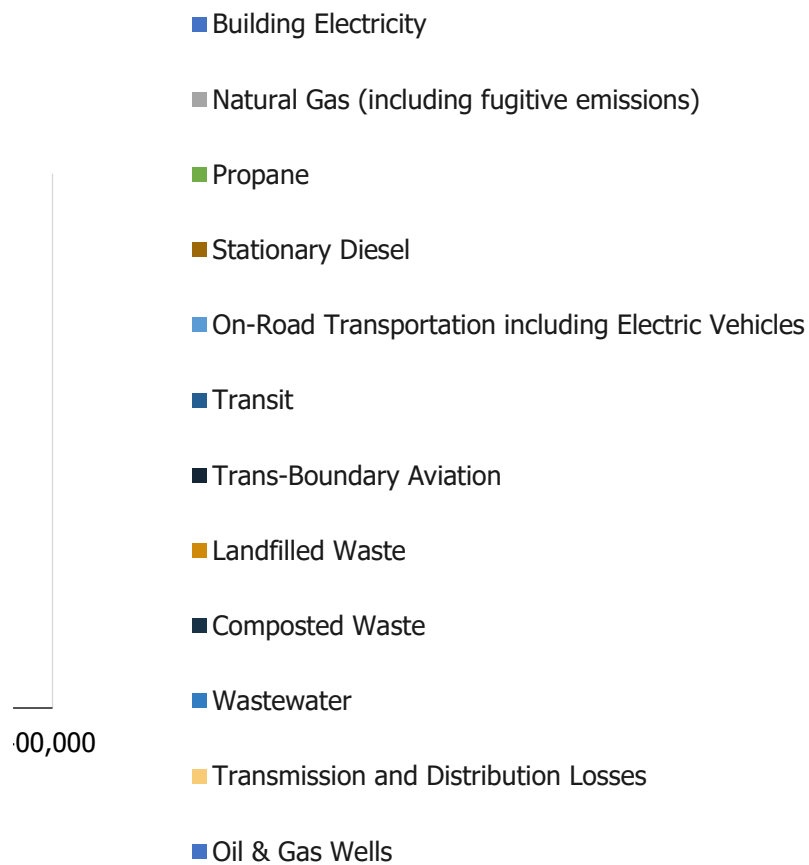 Building Electricity
Natural Gas (including fugitive emissions)
Propane
Stationary Diesel
On-Road Transportation including Electric Vehicles
Transit
Trans-Boundary Aviation
Landfilled Waste
Composted Waste
Wastewater
00,000
Transmission and Distribution Losses
Oil & Gas Wells